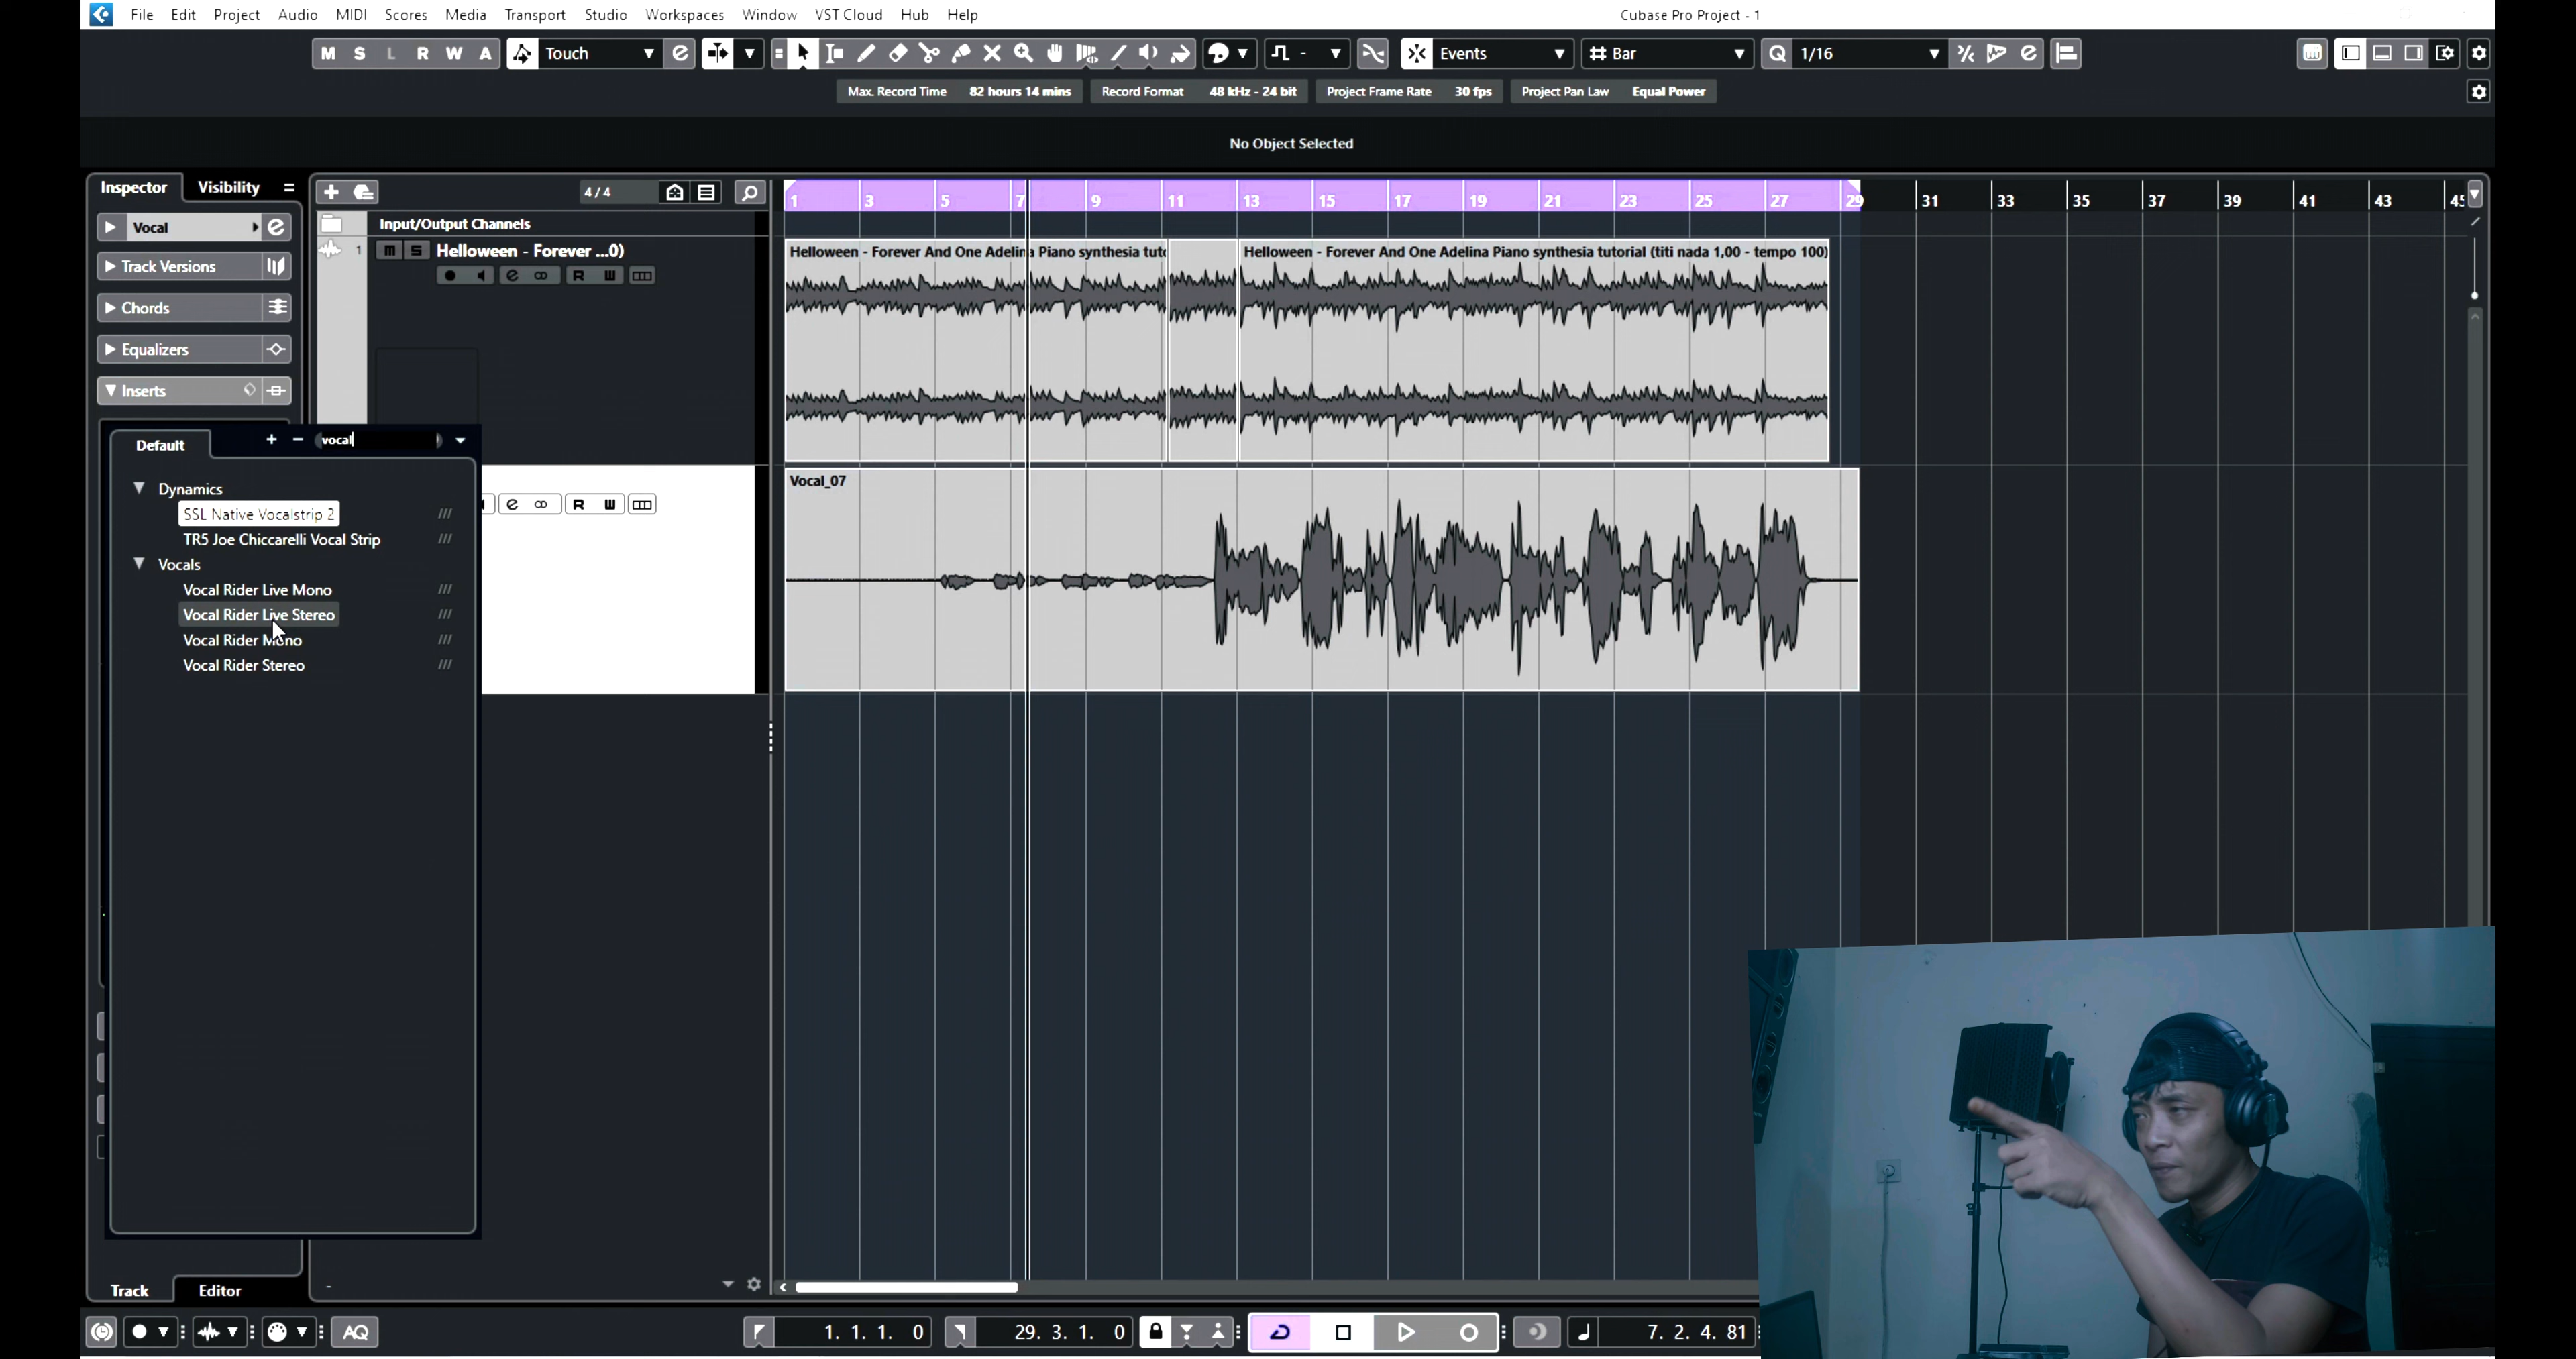 File Edit Project Audio MIDI Scores Media Transport Studio Workspaces Window VST Cloud Hub Help
Cubase Pro Project - 1
M S L R W A Touch e Events Bar Q 1/16 e
Max. Record Time 82 hours 14 mins Record Format 48 kHz - 24 bit Project Frame Rate 30 fps Project Pan Law Equal Power
No Object Selected
Inspector Visibility
4/4
1 3 5 7 9 11 13 15 17 19 21 23 25 27 29 31 33 35 37 39 41 43 45
Vocal e
Input/Output Channels
1 m S Helloween - Forever ...0)
e R W
Helloween - Forever And One Adelina Piano synthesia tut
Helloween - Forever And One Adelina Piano synthesia tutorial (titi nada 1,00 - tempo 100)
Track Versions
Chords
Equalizers
Inserts
Default + - vocal
Dynamics
SSL Native Vocalstrip 2
TR5 Joe Chiccarelli Vocal Strip
Vocals
Vocal Rider Live Mono
Vocal Rider Live Stereo
Vocal Rider Mono
Vocal Rider Stereo
e R W
Vocal_07
Track Editor
-
AQ
1. 1. 1. 0
29. 3. 1. 0
7. 2. 4. 81